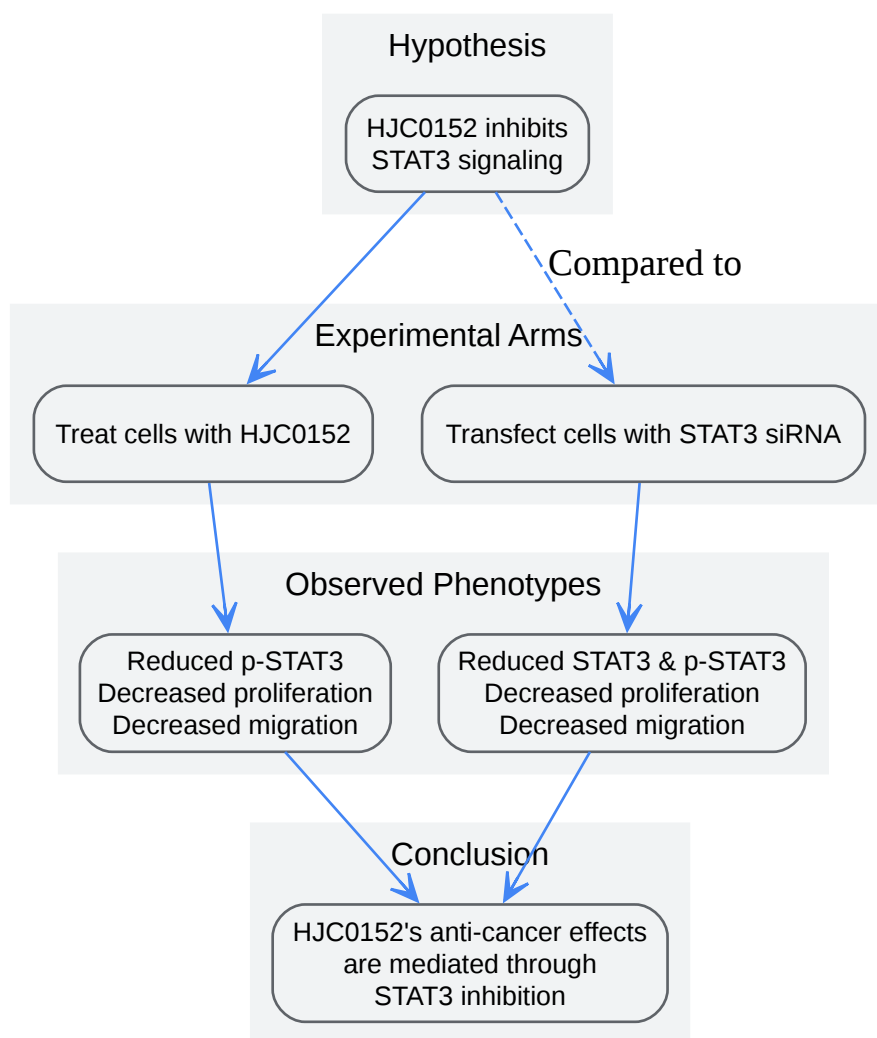 Hypothesis
HJC0152 inhibits
STAT3 signaling
Compared to
Experimental Arms
Treat cells with HJC0152
Transfect cells with STAT3 siRNA
Observed Phenotypes
Reduced p-STAT3
Decreased proliferation
Decreased migration
Reduced STAT3 & p-STAT3
Decreased proliferation
Decreased migration
Conclusion
HJC0152's anti-cancer effects
are mediated through
STAT3 inhibition